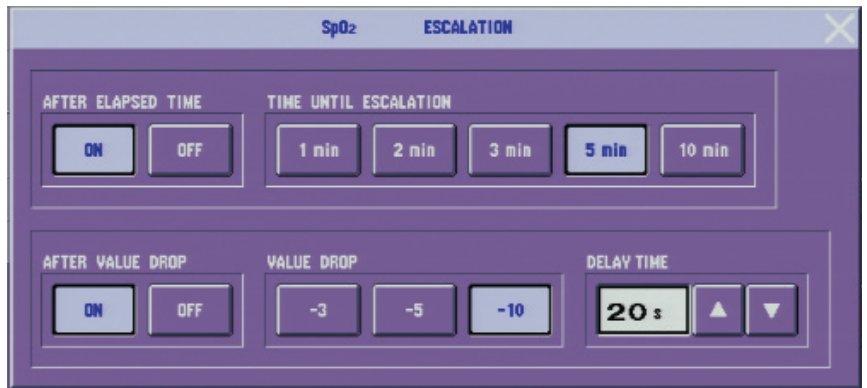 SpO₂ ESCALATION
AFTER ELAPSED TIME TIME UNTIL ESCALATION
ON OFF 1 min 2 min 3 min 5 min 10 min
AFTER VALUE DROP VALUE DROP DELAY TIME
ON OFF -3 -5 -10 20 s